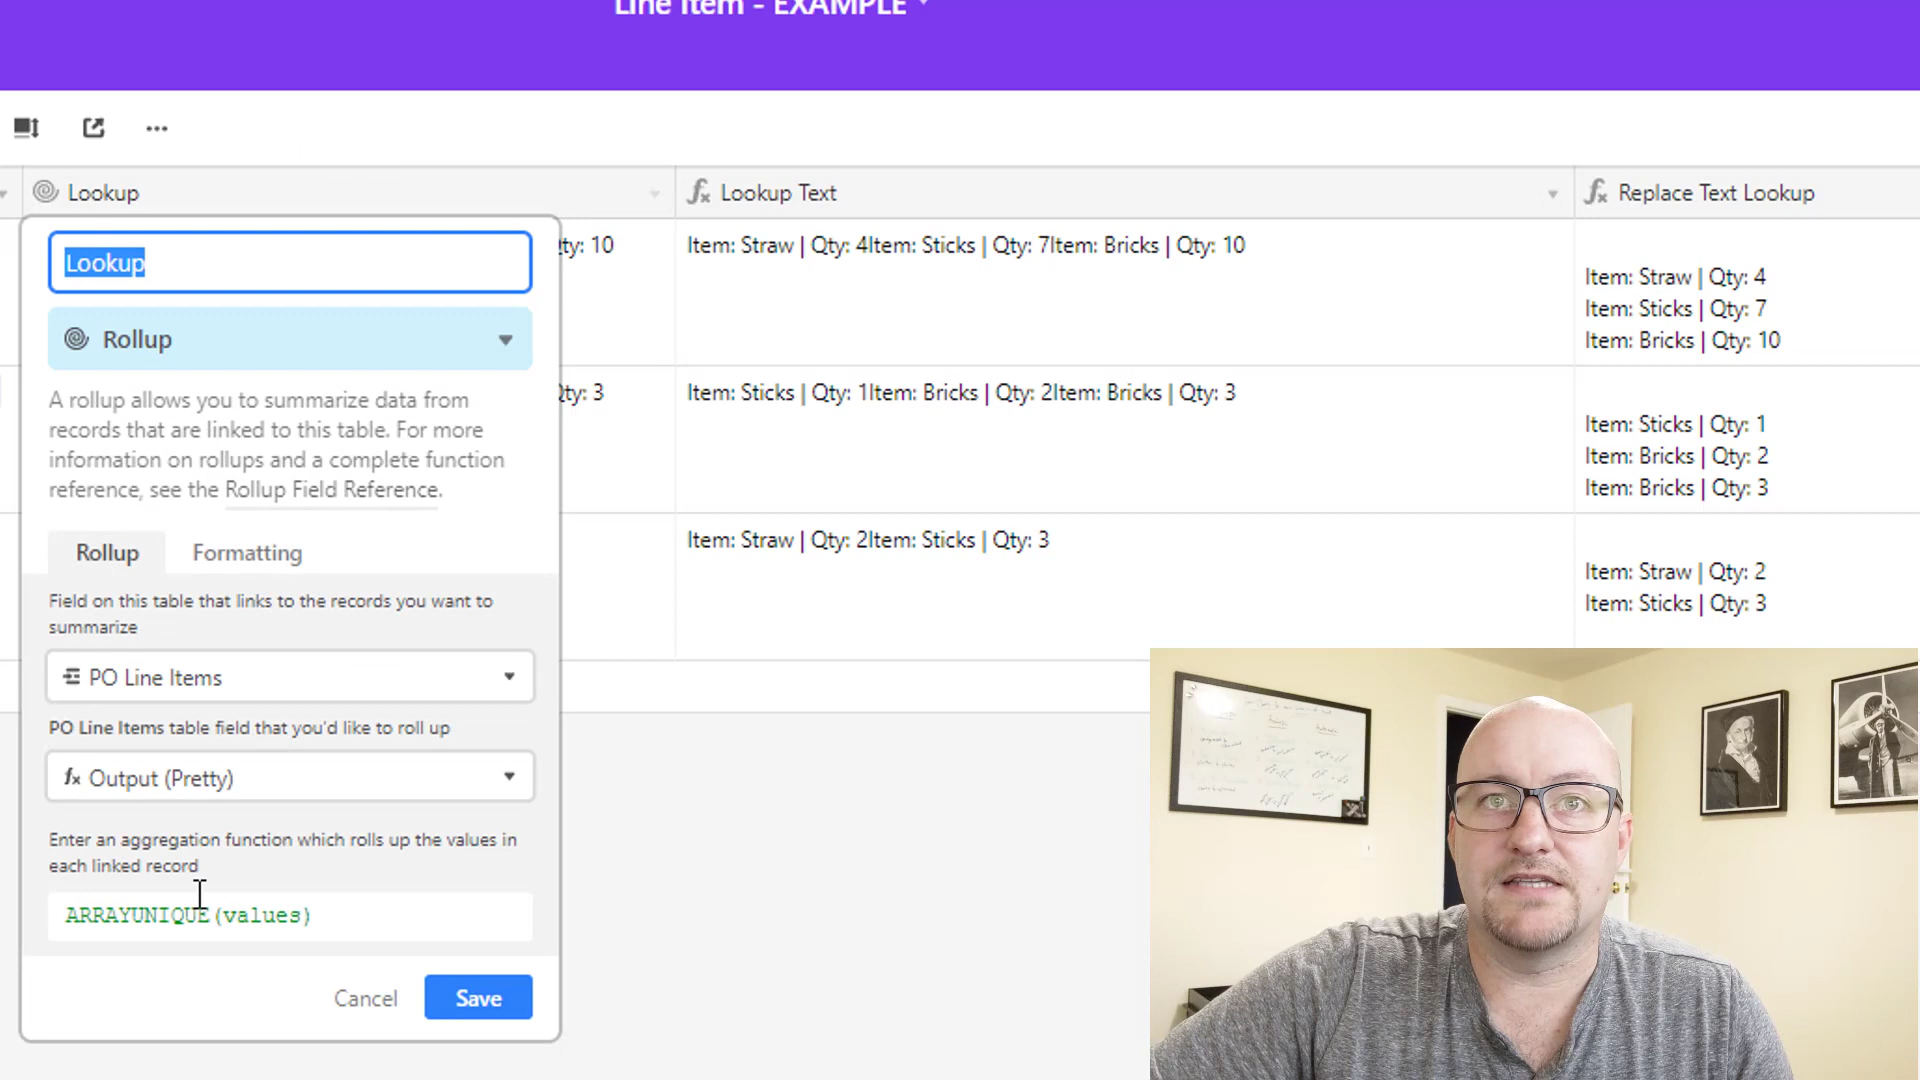 Line Item - EXAMPLE
Lookup
Lookup Text
Replace Text Lookup
Lookup
Qty: 10
Item: Straw | Qty: 4Item: Sticks | Qty: 7Item: Bricks | Qty: 10
Item: Straw | Qty: 4
Item: Sticks | Qty: 7
Item: Bricks | Qty: 10
Rollup
A rollup allows you to summarize data from
records that are linked to this table. For more
information on rollups and a complete function
reference, see the Rollup Field Reference.
Qty: 3
Item: Sticks | Qty: 1Item: Bricks | Qty: 2Item: Bricks | Qty: 3
Item: Sticks | Qty: 1
Item: Bricks | Qty: 2
Item: Bricks | Qty: 3
Item: Straw | Qty: 2Item: Sticks | Qty: 3
Item: Straw | Qty: 2
Item: Sticks | Qty: 3
Rollup
Formatting
Field on this table that links to the records you want to
summarize
PO Line Items
PO Line Items table field that you'd like to roll up
Output (Pretty)
Enter an aggregation function which rolls up the values in
each linked record
ARRAYUNIQUE(values)
Cancel
Save